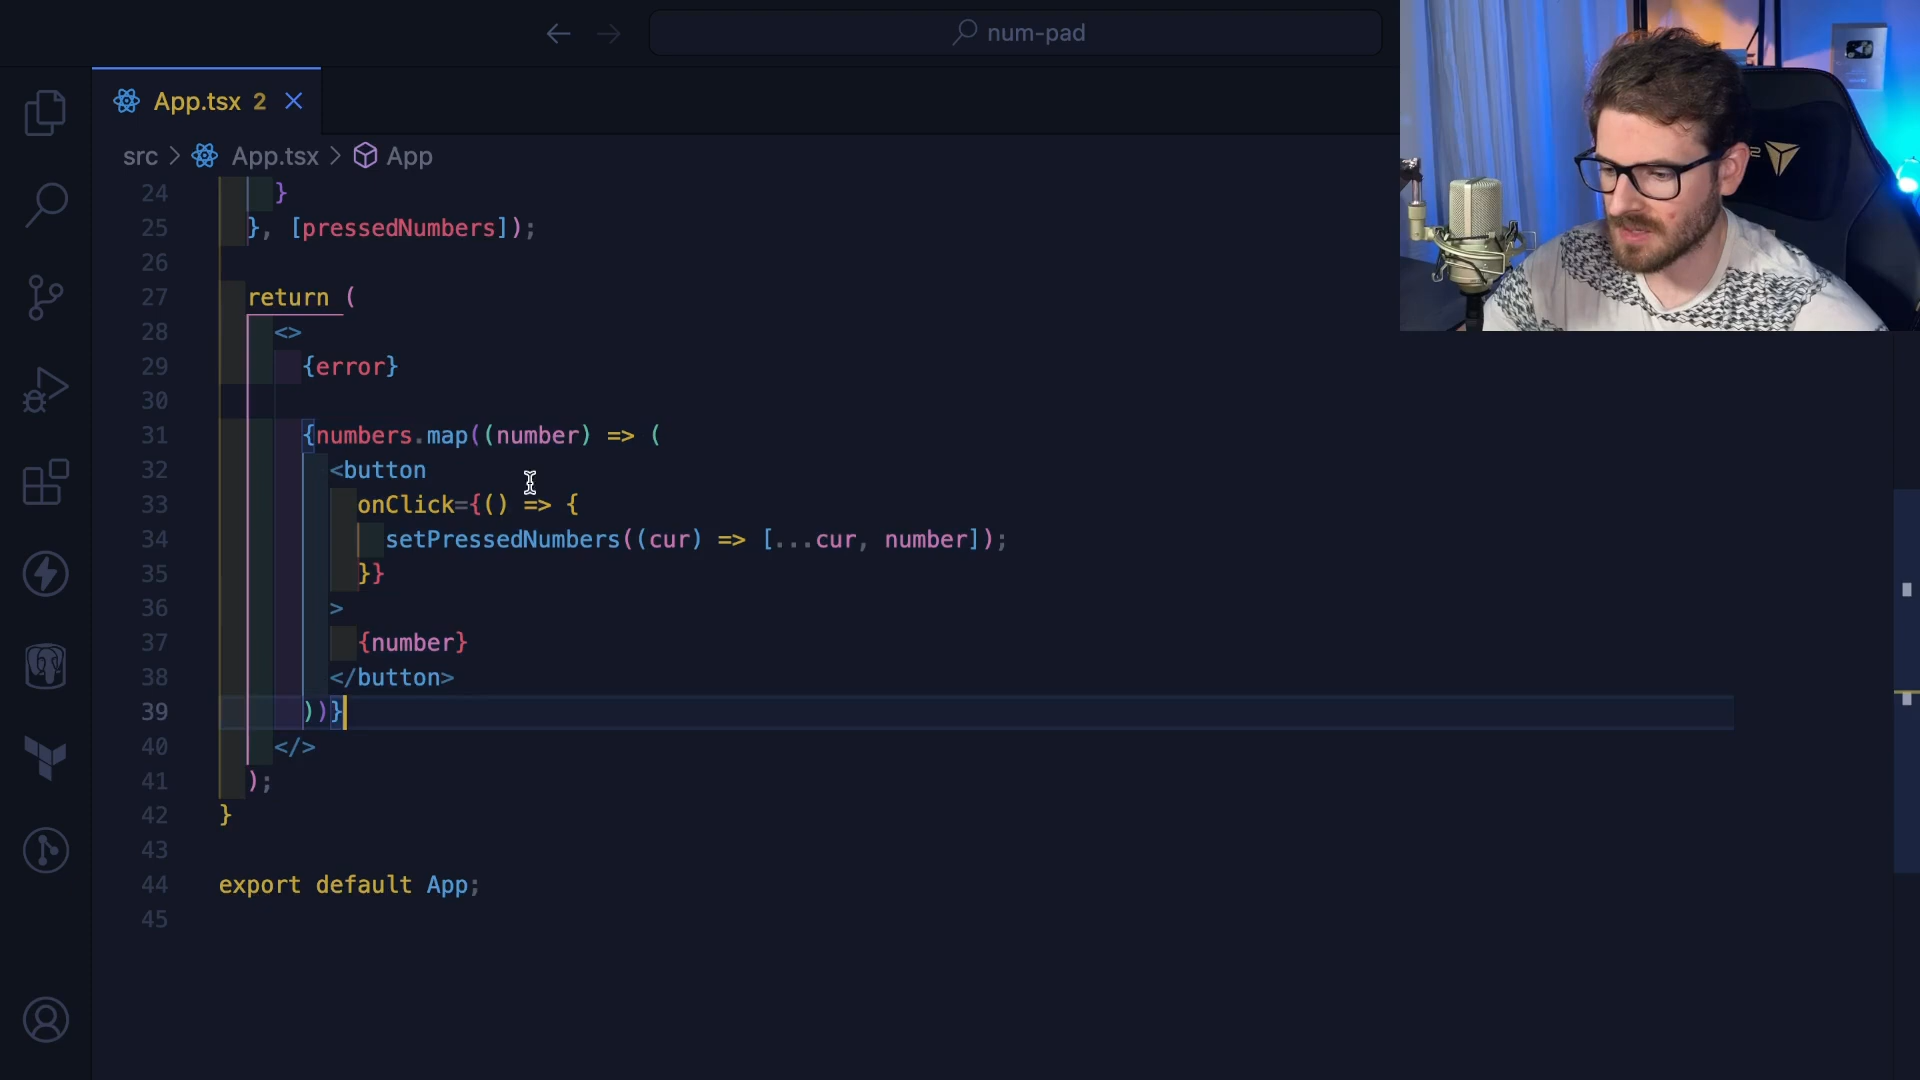 num-pad
App.tsx 2
src > App.tsx > App
24 }
25 }, [pressedNumbers]);
26
27 return (
28 <>
29 {error}
30
31 {numbers.map((number) => (
32 <button
33 onClick={() => {
34 setPressedNumbers((cur) => [...cur, number]);
35 }}
36 >
37 {number}
38 </button>
39 ))}
40 </>
41 );
42 }
43
44 export default App;
45